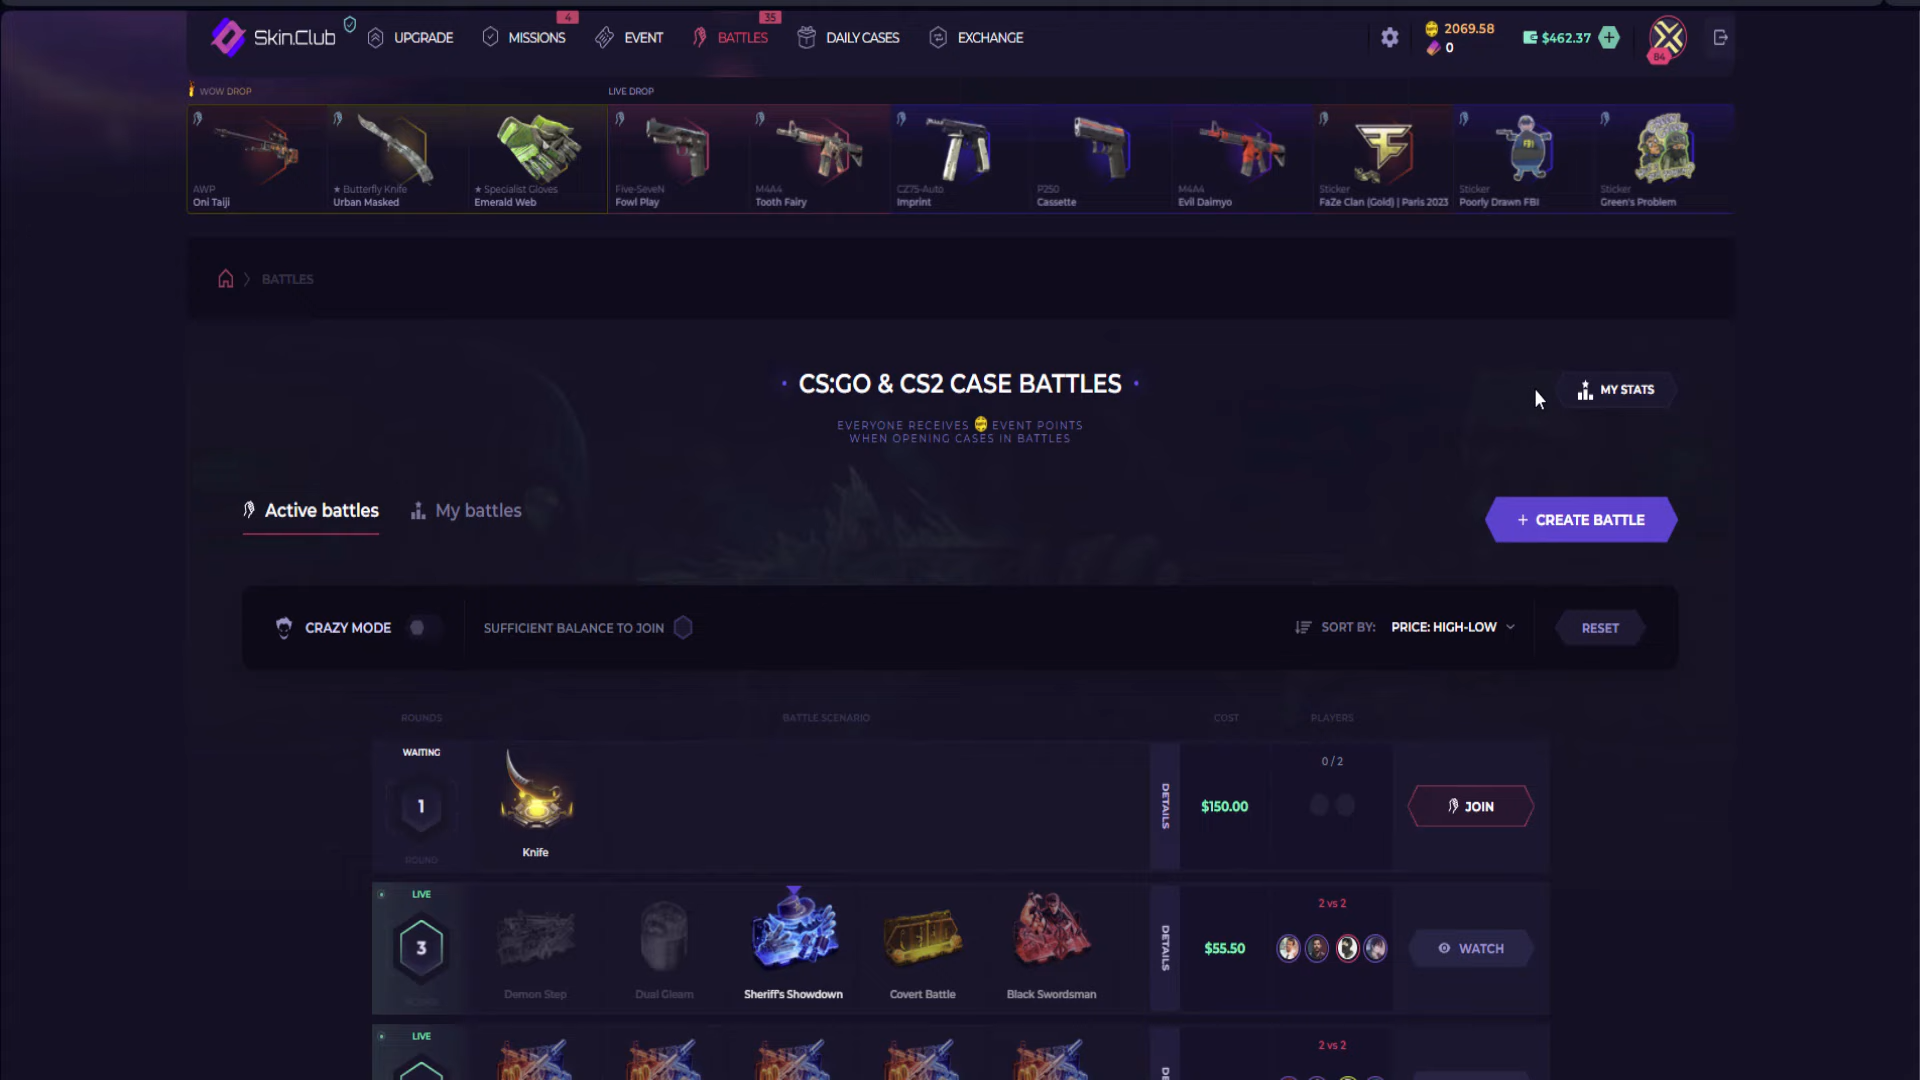 Skin.Club
UPGRADE
4
MISSIONS
EVENT
35
BATTLES
DAILY CASES
EXCHANGE
2069.58
0
$462.37
84
WOW DROP
LIVE DROP
AWP
Oni Taiji
★ Butterfly Knife
Urban Masked
★ Specialist Gloves
Emerald Web
Five-SeveN
Fowl Play
M4A4
Tooth Fairy
CZ75-Auto
Imprint
P250
Cassette
M4A4
Evil Daimyo
Sticker
FaZe Clan (Gold) | Paris 2023
Sticker
Poorly Drawn FBI
Sticker
Green's Problem
BATTLES
CS:GO & CS2 CASE BATTLES
EVERYONE RECEIVES EVENT POINTS
WHEN OPENING CASES IN BATTLES
MY STATS
Active battles
My battles
+ CREATE BATTLE
CRAZY MODE
SUFFICIENT BALANCE TO JOIN
SORT BY:
PRICE: HIGH-LOW
RESET
ROUNDS
BATTLE SCENARIO
COST
PLAYERS
WAITING
1
ROUND
Knife
DETAILS
$150.00
0 / 2
JOIN
LIVE
3
Demon Step
Dual Gleam
Sheriff's Showdown
Covert Battle
Black Swordsman
DETAILS
$55.50
2 vs 2
WATCH
LIVE
2 vs 2